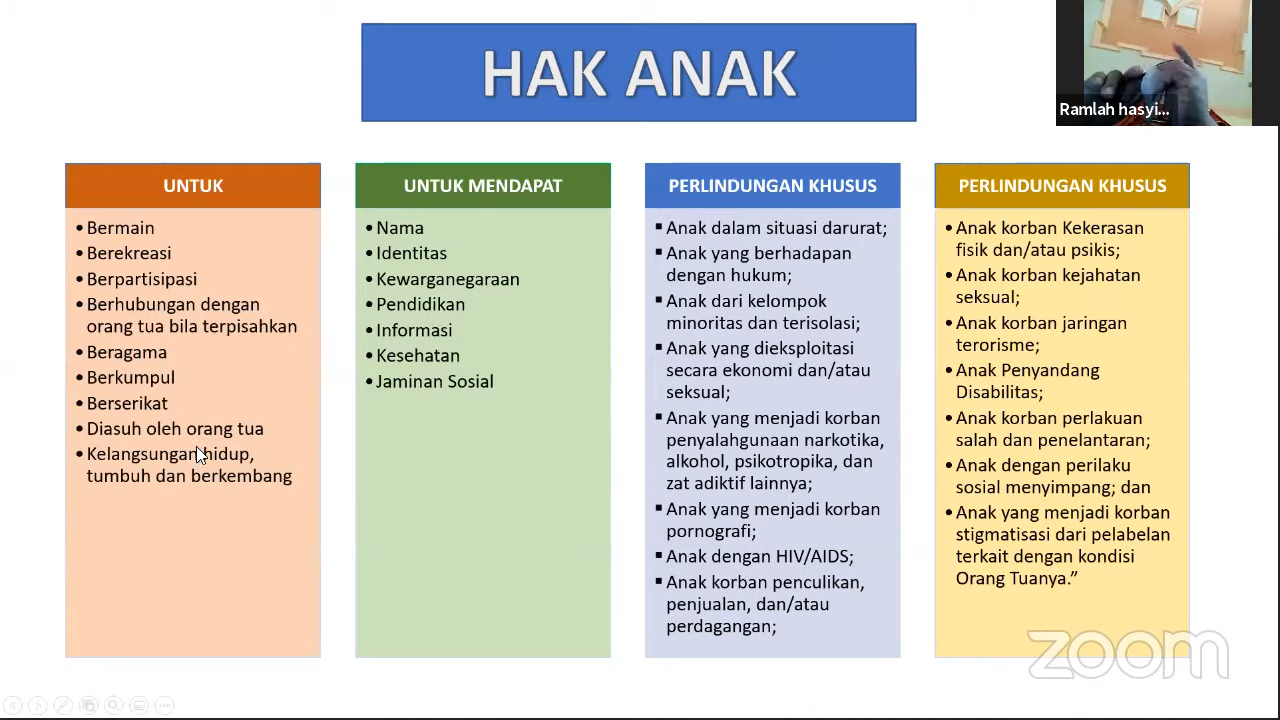 HAK ANAK
Ramlah hasyi...
UNTUK
• Bermain
• Berekreasi
• Berpartisipasi
• Berhubungan dengan
orang tua bila terpisahkan
• Beragama
• Berkumpul
• Berserikat
• Diasuh oleh orang tua
• Kelangsungan hidup,
tumbuh dan berkembang
UNTUK MENDAPAT
• Nama
• Identitas
• Kewarganegaraan
• Pendidikan
• Informasi
• Kesehatan
• Jaminan Sosial
PERLINDUNGAN KHUSUS
▪ Anak dalam situasi darurat;
▪ Anak yang berhadapan
dengan hukum;
▪ Anak dari kelompok
minoritas dan terisolasi;
▪ Anak yang dieksploitasi
secara ekonomi dan/atau
seksual;
▪ Anak yang menjadi korban
penyalahgunaan narkotika,
alkohol, psikotropika, dan
zat adiktif lainnya;
▪ Anak yang menjadi korban
pornografi;
▪ Anak dengan HIV/AIDS;
▪ Anak korban penculikan,
penjualan, dan/atau
perdagangan;
PERLINDUNGAN KHUSUS
• Anak korban Kekerasan
fisik dan/atau psikis;
• Anak korban kejahatan
seksual;
• Anak korban jaringan
terorisme;
• Anak Penyandang
Disabilitas;
• Anak korban perlakuan
salah dan penelantaran;
• Anak dengan perilaku
sosial menyimpang; dan
• Anak yang menjadi korban
stigmatisasi dari pelabelan
terkait dengan kondisi
Orang Tuanya.”
zoom